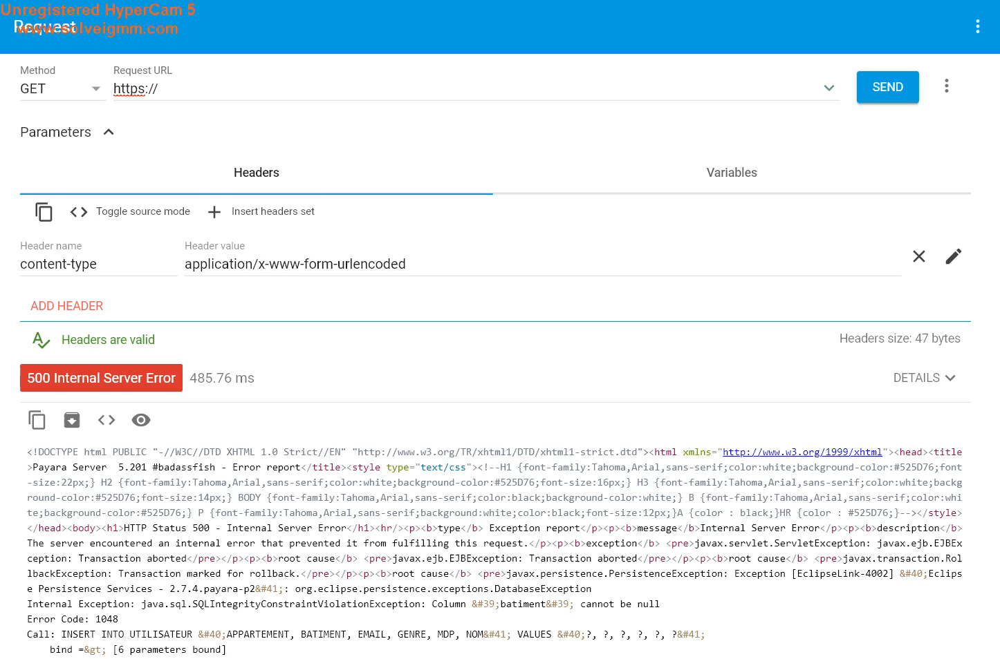 Unregistered HyperCam 5
www.solveigmm.com
Request
Method
Request URL
GET
https://
SEND
Parameters
Headers
Variables
Toggle source mode
Insert headers set
Header name
Header value
content-type
application/x-www-form-urlencoded
ADD HEADER
Headers are valid
Headers size: 47 bytes
500 Internal Server Error
485.76 ms
DETAILS
<!DOCTYPE html PUBLIC "-//W3C//DTD XHTML 1.0 Strict//EN" "http://www.w3.org/TR/xhtml1/DTD/xhtml1-strict.dtd"><html xmlns="http://www.w3.org/1999/xhtml"><head><title
>Payara Server  5.201 #badassfish - Error report</title><style type="text/css"><!--H1 {font-family:Tahoma,Arial,sans-serif;color:white;background-color:#525D76;font
-size:22px;} H2 {font-family:Tahoma,Arial,sans-serif;color:white;background-color:#525D76;font-size:16px;} H3 {font-family:Tahoma,Arial,sans-serif;color:white;backg
round-color:#525D76;font-size:14px;} BODY {font-family:Tahoma,Arial,sans-serif;color:black;background-color:white;} B {font-family:Tahoma,Arial,sans-serif;color:whi
te;background-color:#525D76;} P {font-family:Tahoma,Arial,sans-serif;background:white;color:black;font-size:12px;}A {color : black;}HR {color : #525D76;}--></style>
</head><body><h1>HTTP Status 500 - Internal Server Error</h1><hr/><p><b>type</b> Exception report</p><p><b>message</b>Internal Server Error</p><p><b>description</b>
The server encountered an internal error that prevented it from fulfilling this request.</p><p><b>exception</b> <pre>javax.servlet.ServletException: javax.ejb.EJBEx
ception: Transaction aborted</pre></p><p><b>root cause</b> <pre>javax.ejb.EJBException: Transaction aborted</pre></p><p><b>root cause</b> <pre>javax.transaction.Rol
lbackException: Transaction marked for rollback.</pre></p><p><b>root cause</b> <pre>javax.persistence.PersistenceException: Exception [EclipseLink-4002] &#40;Eclips
e Persistence Services - 2.7.4.payara-p2&#41;: org.eclipse.persistence.exceptions.DatabaseException
Internal Exception: java.sql.SQLIntegrityConstraintViolationException: Column &#39;batiment&#39; cannot be null
Error Code: 1048
Call: INSERT INTO UTILISATEUR &#40;APPARTEMENT, BATIMENT, EMAIL, GENRE, MDP, NOM&#41; VALUES &#40;?, ?, ?, ?, ?, ?&#41;
    bind =&gt; [6 parameters bound]